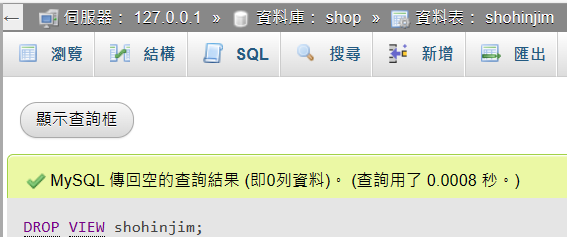 ← 伺服器： 127.0.0.1 » 資料庫： shop » 資料表： shohinjim
瀏覽 結構 SQL 搜尋 新增 匯出
顯示查詢框
MySQL 傳回空的查詢結果 (即0列資料)。 (查詢用了 0.0008 秒。)
DROP VIEW shohinjim;